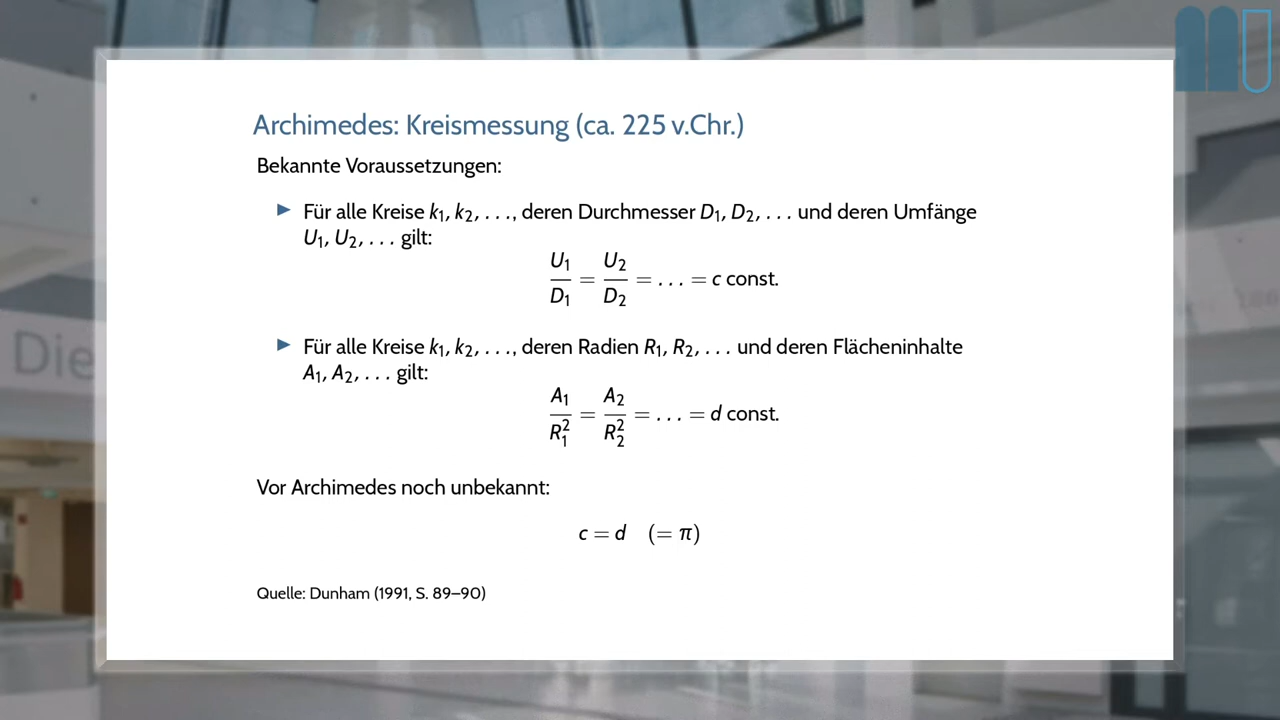 Archimedes: Kreismessung (ca. 225 v.Chr.)
Bekannte Voraussetzungen:
► Für alle Kreise k₁, k₂, . . ., deren Durchmesser D₁, D₂, . . . und deren Umfänge
U₁, U₂, . . . gilt:
U₁/D₁ = U₂/D₂ = . . . = c const.
► Für alle Kreise k₁, k₂, . . ., deren Radien R₁, R₂, . . . und deren Flächeninhalte
A₁, A₂, . . . gilt:
A₁/R₁² = A₂/R₂² = . . . = d const.
Die
Vor Archimedes noch unbekannt:
c = d (= π)
Quelle: Dunham (1991, S. 89–90)